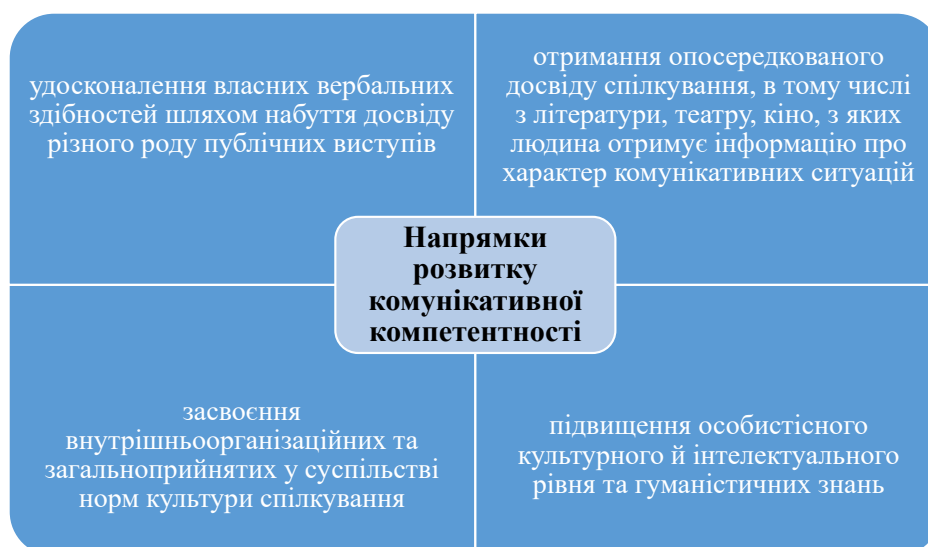 удосконалення власних вербальних
здібностей шляхом набуття досвіду
різного роду публічних виступів
отримання опосередкованого
досвіду спілкування, в тому числі
з літератури, театру, кіно, з яких
людина отримує інформацію про
характер комунікативних ситуацій
Напрямки
розвитку
комунікативної
компетентності
засвоєння
внутрішньоорганізаційних та
загальноприйнятих у суспільстві
норм культури спілкування
підвищення особистісного
культурного й інтелектуального
рівня та гуманістичних знань